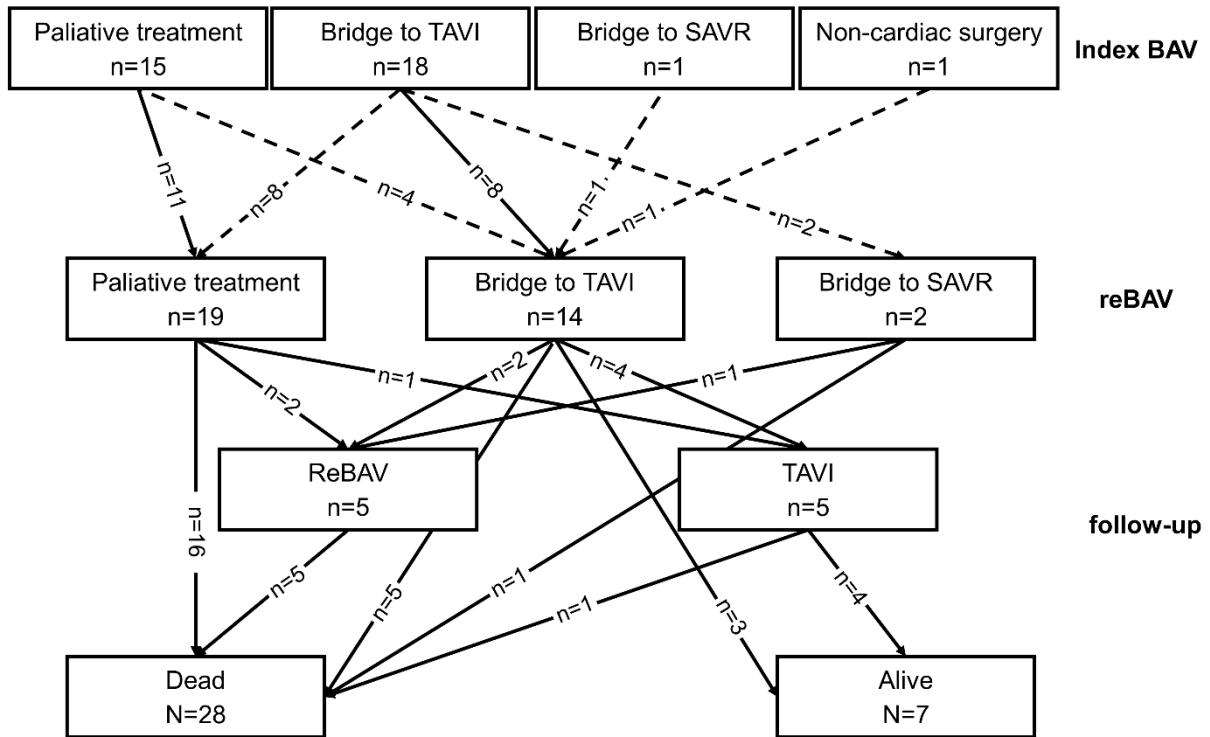 Paliative treatment
n=15
Bridge to TAVI
n=18
Bridge to SAVR
n=1
Non-cardiac surgery
n=1
Index BAV
n=11
n=8
n=4
n=8
n=1
n=1
n=2
Paliative treatment
n=19
Bridge to TAVI
n=14
Bridge to SAVR
n=2
reBAV
n=2
n=1
n=2
n=4
n=1
ReBAV
n=5
TAVI
n=5
follow-up
n=16
n=5
n=5
n=1
n=1
n=3
n=4
Dead
N=28
Alive
N=7